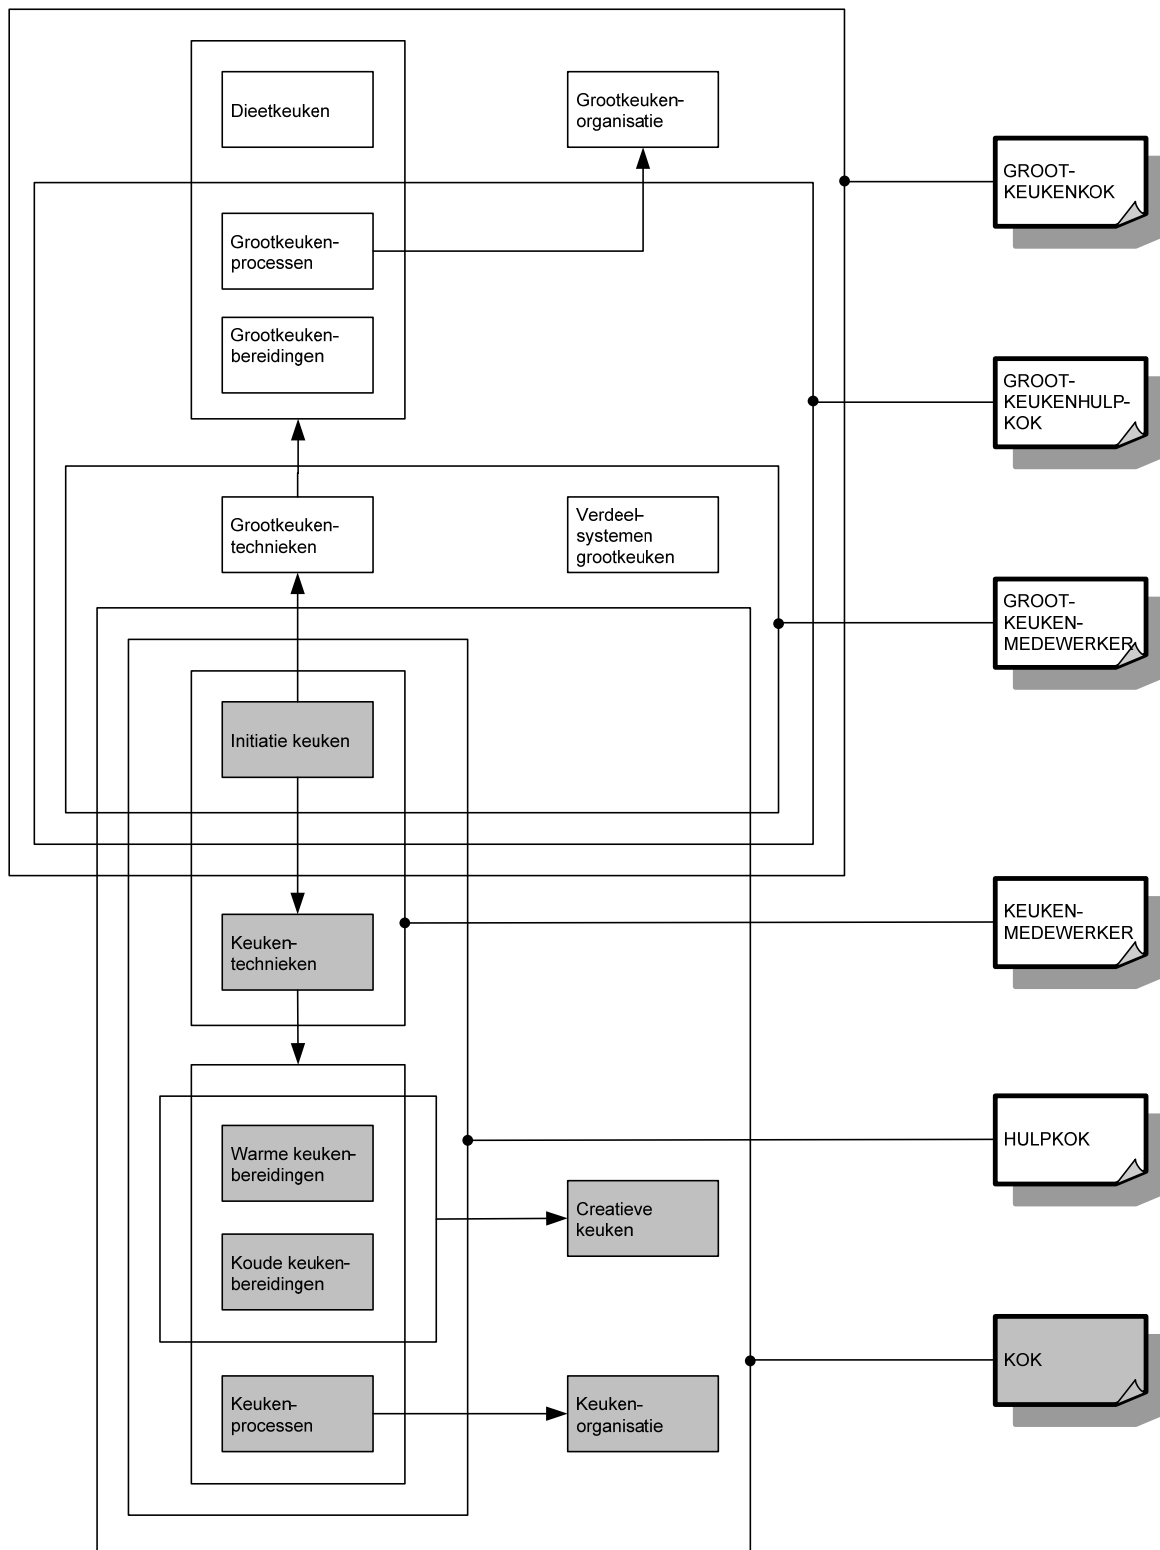 Dieetkeuken
Grootkeuken-
organisatie
GROOT-
KEUKENKOK
Grootkeuken-
processen
Grootkeuken-
bereidingen
GROOT-
KEUKENHULP-
KOK
Grootkeuken-
technieken
Verdeel-
systemen
grootkeuken
GROOT-
KEUKEN-
MEDEWERKER
Initiatie keuken
Keuken-
technieken
KEUKEN-
MEDEWERKER
Warme keuken-
bereidingen
HULPKOK
Creatieve
keuken
Koude keuken-
bereidingen
Keuken-
processen
Keuken-
organisatie
KOK